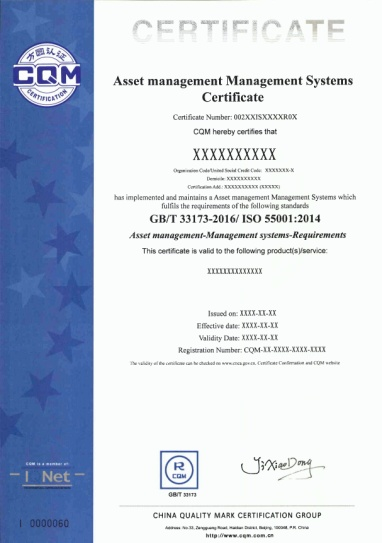 CERTIFICATE
方圆认证
CQM
CERTIFICATION
Asset management Management Systems
Certificate
Certificate Number: 002XXISXXXXR0X
CQM hereby certifies that
XXXXXXXXXX
Organization Code/United Social Credit Code: XXXXXXX-X
Domicile: XXXXXXXXXX
Certification Add.: XXXXXXXXXX (XXXXX)
has implemented and maintains a Asset management Management Systems which
fulfils the requirements of the following standards
GB/T 33173-2016/ ISO 55001:2014
Asset management-Management systems-Requirements
This certificate is valid to the following product(s)/service:
XXXXXXXXXXXXXX
Issued on: XXXX-XX-XX
Effective date: XXXX-XX-XX
Validity Date: XXXX-XX-XX
Registration Number: CQM-XX-XXXX-XXXX-XXXX
The validity of the certificate can be checked on www.cnca.gov.cn, Certificate Confirmation and CQM website
CQM is a member of:
I Net
R
CQM
GB/T 33173
Ji XiaoDong
I 0000060
CHINA QUALITY MARK CERTIFICATION GROUP
Address: No.33, Zengguang Road, Haidian District, Beijing, 100048, P.R. China
http://www.cqm.com.cn